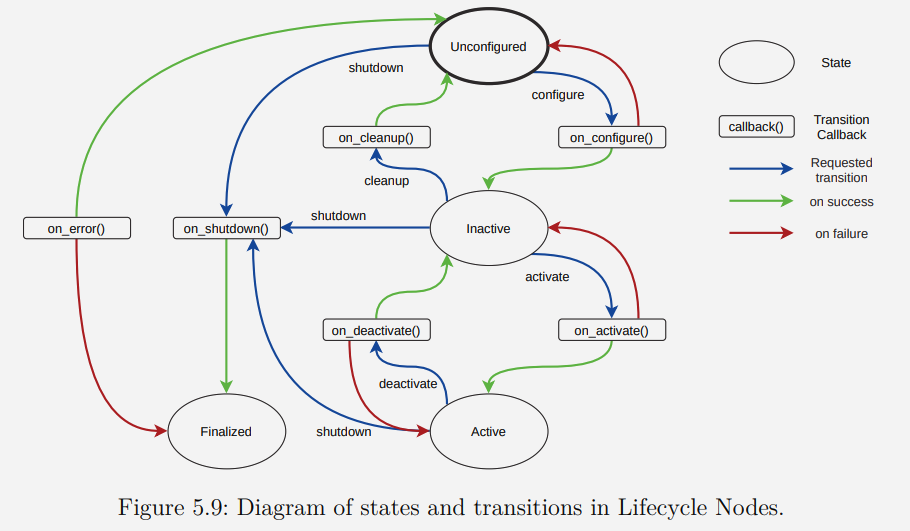 Unconfigured
shutdown
configure
on_cleanup()
on_configure()
cleanup
on_error()
on_shutdown()
shutdown
Inactive
activate
on_deactivate()
on_activate()
deactivate
Finalized
shutdown
Active
State
callback()
Transition
Callback
Requested
transition
on success
on failure
Figure 5.9: Diagram of states and transitions in Lifecycle Nodes.